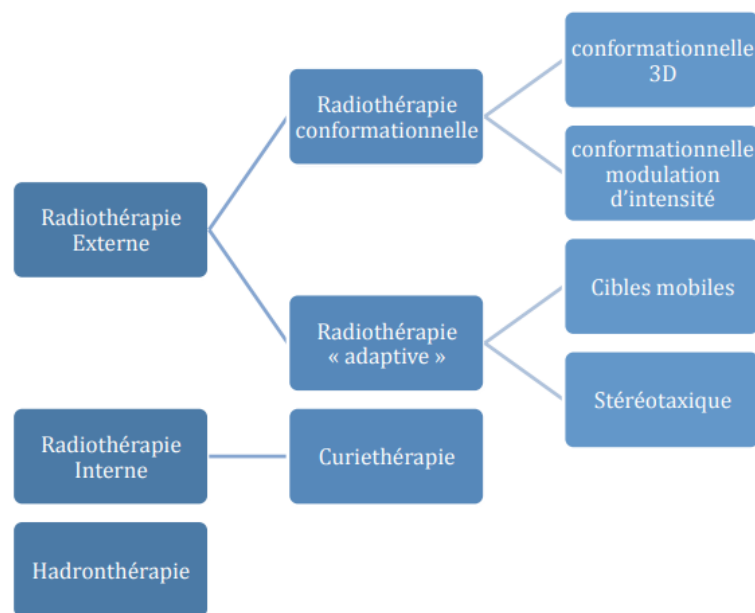 Radiothérapie
Externe
Radiothérapie
conformationnelle
conformationnelle
3D
conformationnelle
modulation
d’intensité
Radiothérapie
« adaptive »
Cibles mobiles
Stéréotaxique
Radiothérapie
Interne
Curiethérapie
Hadronthérapie